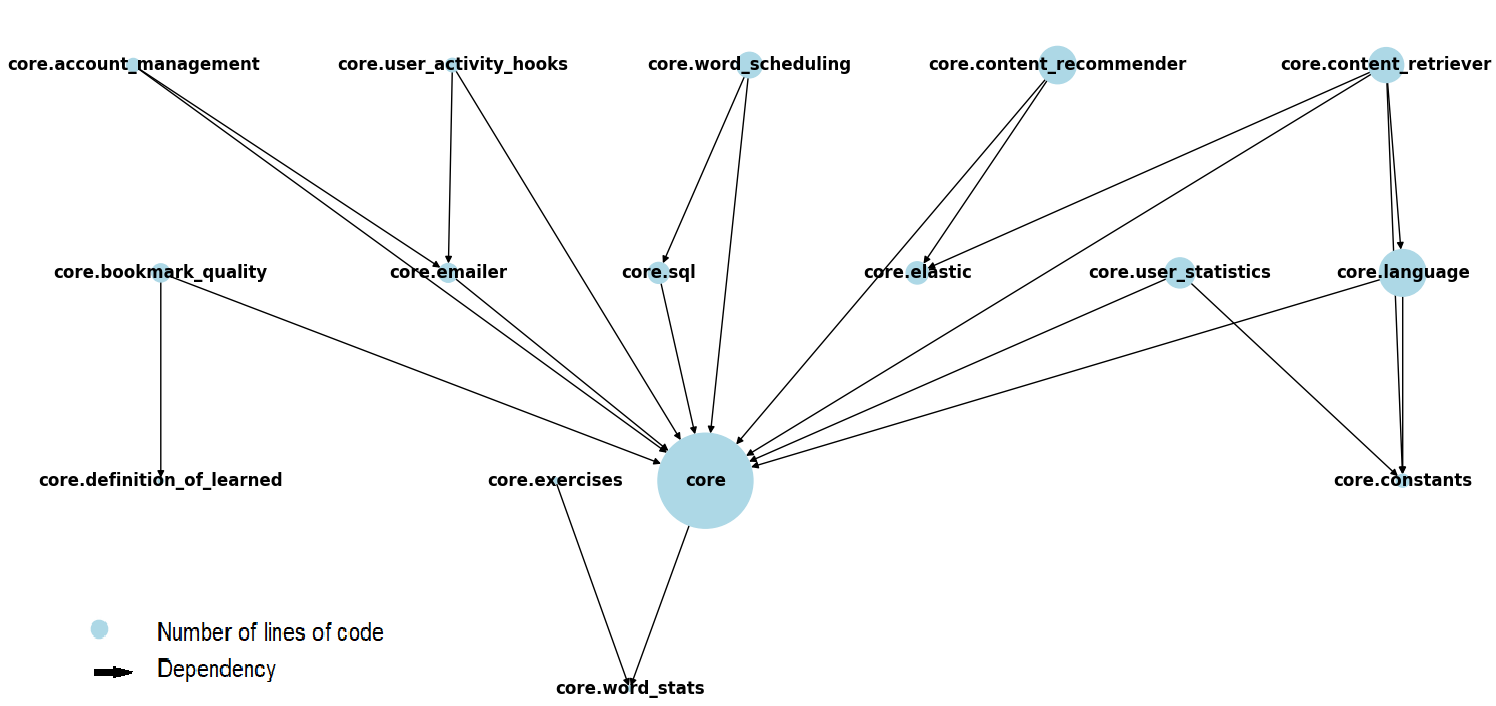 core.account_management
core.user_activity_hooks
core.word_scheduling
core.content_recommender
core.content_retriever
core.bookmark_quality
core.emailer
core.sql
core.elastic
core.user_statistics
core.language
core.definition_of_learned
core.exercises
core
core.constants
Number of lines of code
Dependency
core.word_stats